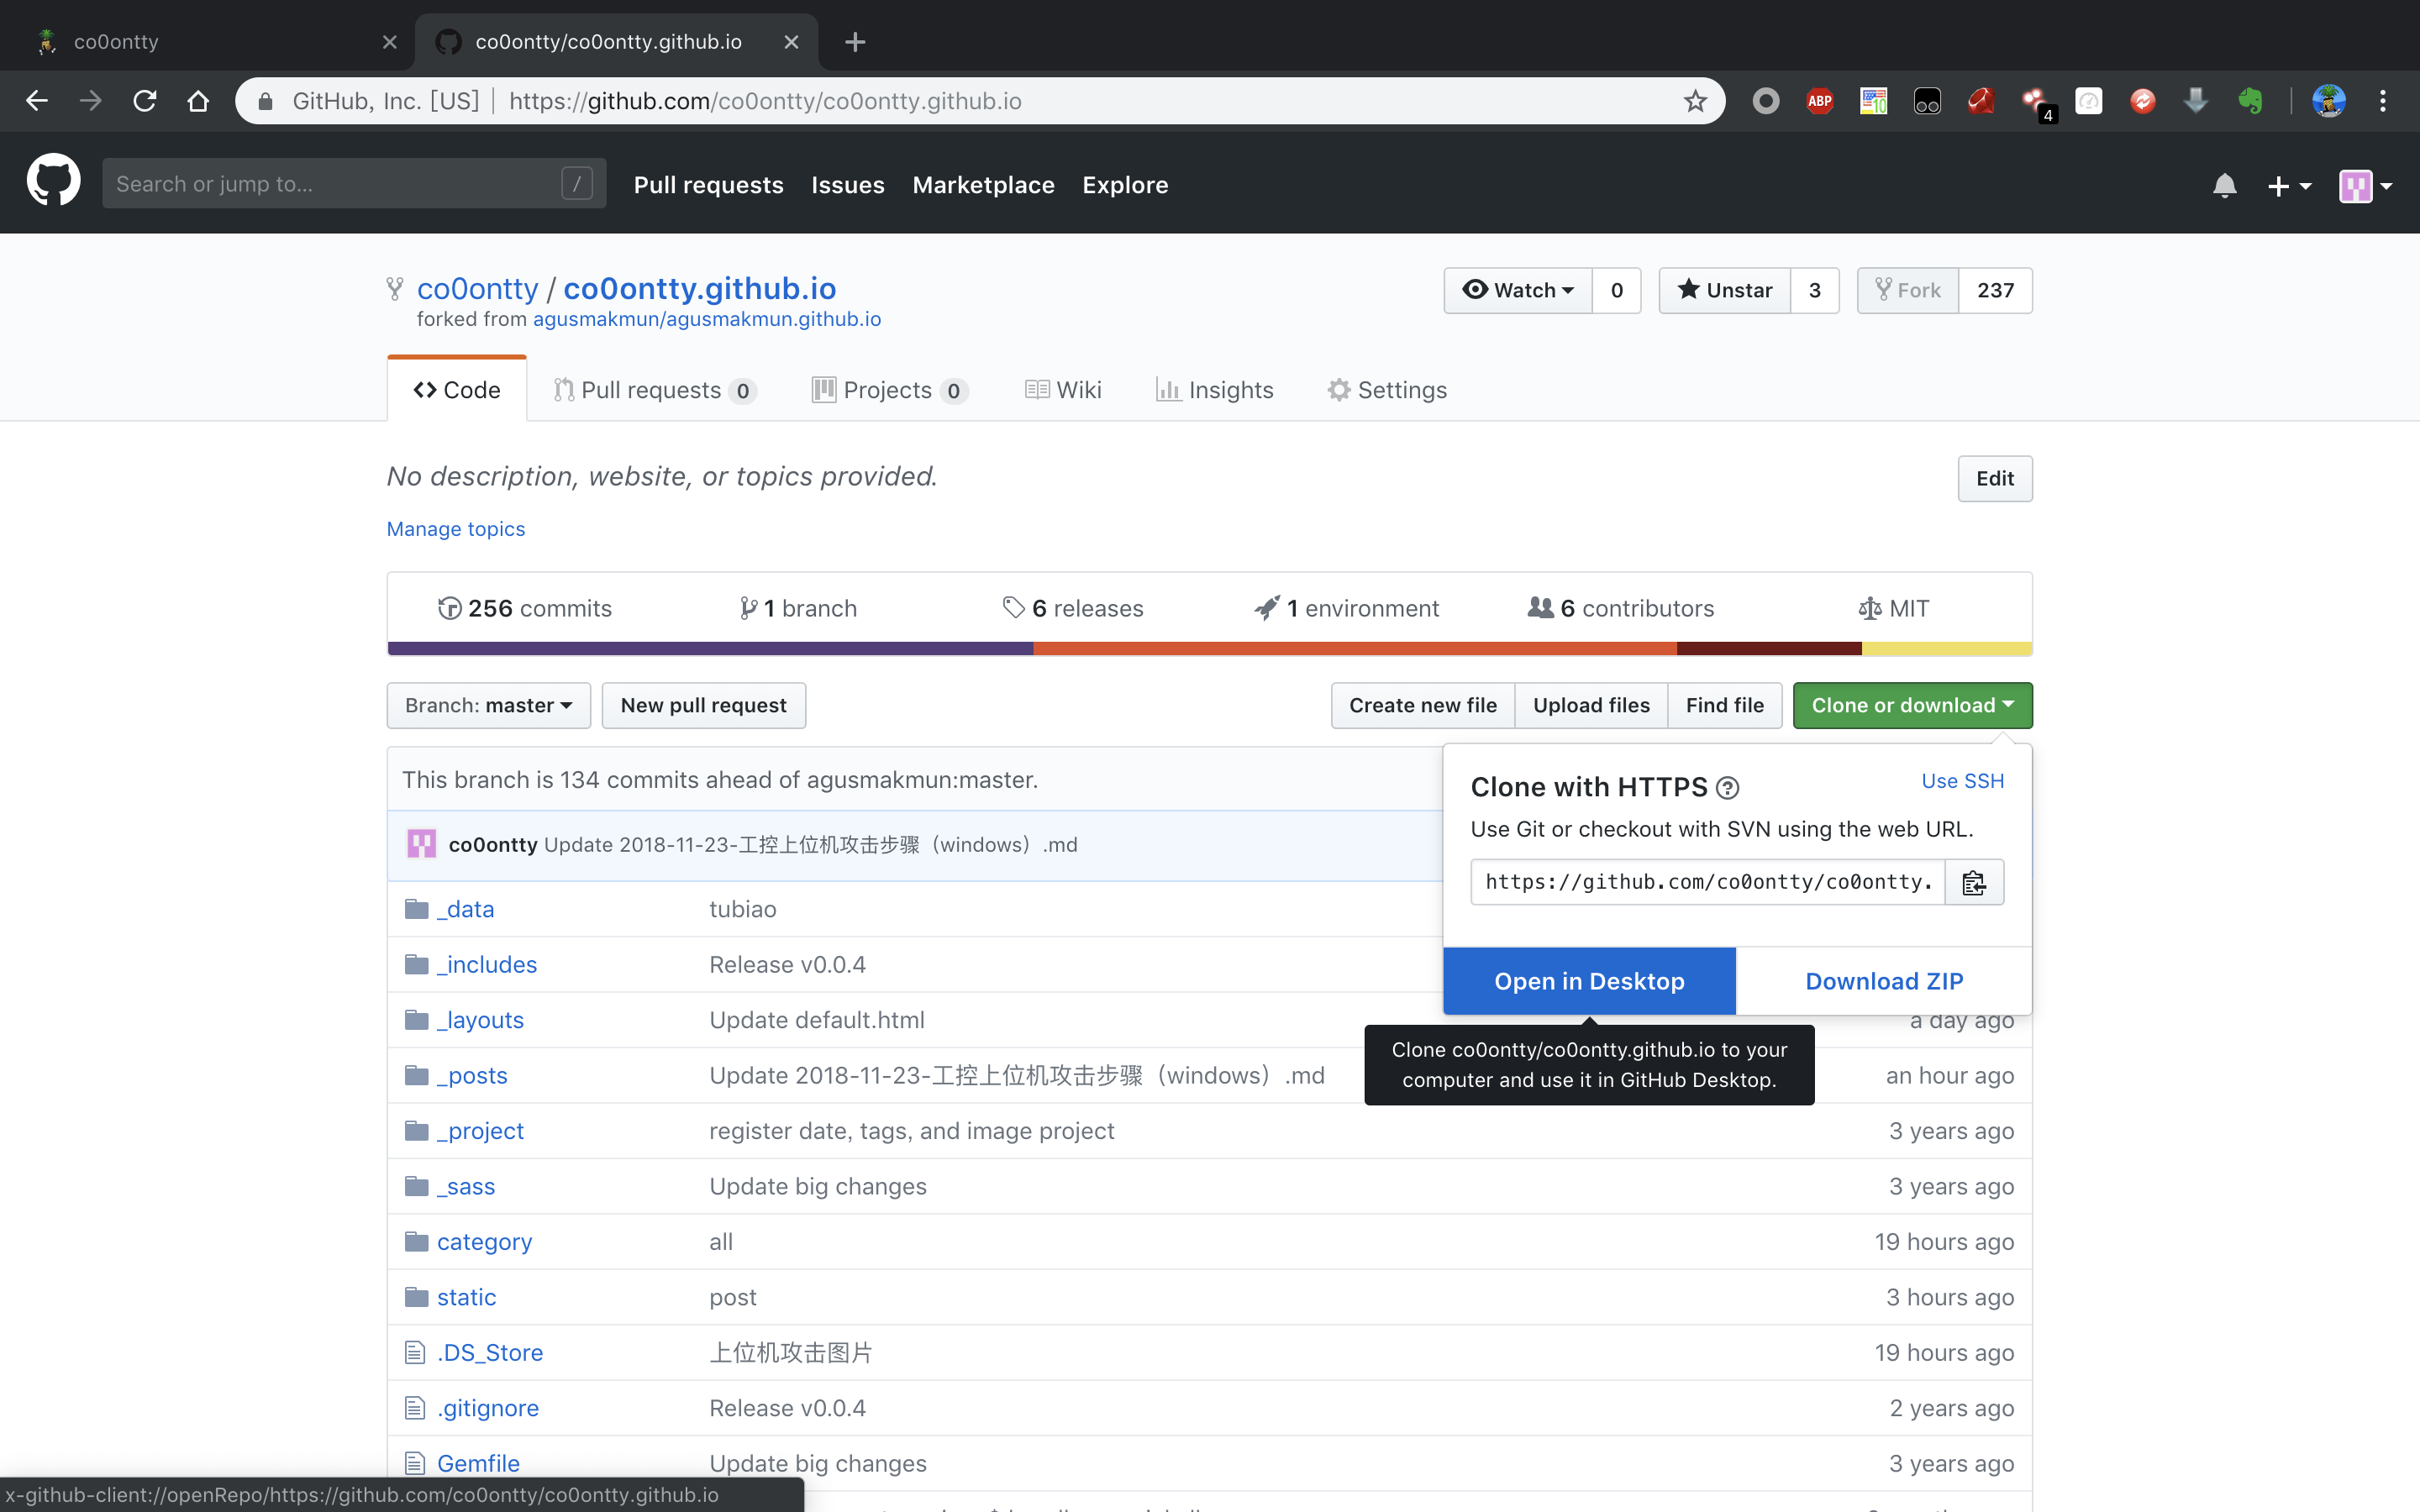 co0ontty
co0ontty/co0ontty.github.io
GitHub, Inc. [US] | https://github.com/co0ontty/co0ontty.github.io
ABP
10
4
Search or jump to... /
Pull requests Issues Marketplace Explore
co0ontty / co0ontty.github.io
Watch 0 Unstar 3 Fork 237
forked from agusmakmun/agusmakmun.github.io
Code Pull requests 0 Projects 0 Wiki Insights Settings
No description, website, or topics provided.
Edit
Manage topics
256 commits 1 branch 6 releases 1 environment 6 contributors MIT
Branch: master New pull request Create new file Upload files Find file Clone or download
This branch is 134 commits ahead of agusmakmun:master.
Clone with HTTPS ? Use SSH
Use Git or checkout with SVN using the web URL.
https://github.com/co0ontty/co0ontty.
Open in Desktop Download ZIP
Clone co0ontty/co0ontty.github.io to your
computer and use it in GitHub Desktop.
co0ontty Update 2018-11-23-工控上位机攻击步骤（windows）.md
_data tubiao
_includes Release v0.0.4
_layouts Update default.html a day ago
_posts Update 2018-11-23-工控上位机攻击步骤（windows）.md an hour ago
_project register date, tags, and image project 3 years ago
_sass Update big changes 3 years ago
category all 19 hours ago
static post 3 hours ago
.DS_Store 上位机攻击图片 19 hours ago
.gitignore Release v0.0.4 2 years ago
Gemfile Update big changes 3 years ago
x-github-client://openRepo/https://github.com/co0ontty/co0ontty.github.io